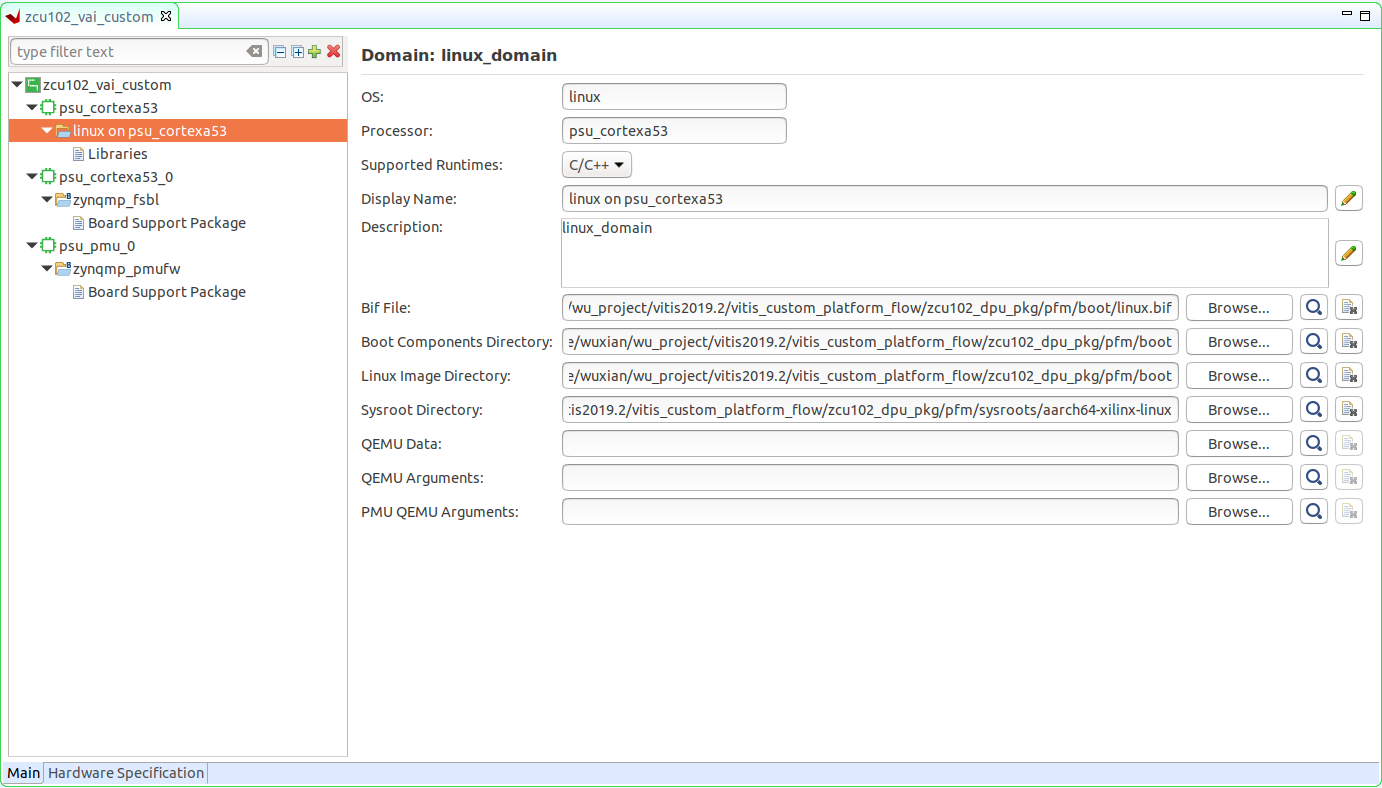 zcu102_vai_custom
type filter text
zcu102_vai_custom
psu_cortexa53
linux on psu_cortexa53
Libraries
psu_cortexa53_0
zynqmp_fsbl
Board Support Package
psu_pmu_0
zynqmp_pmufw
Board Support Package
Domain: linux_domain
OS: linux
Processor: psu_cortexa53
Supported Runtimes: C/C++
Display Name: linux on psu_cortexa53
Description: linux_domain
Bif File: /wu_project/vitis2019.2/vitis_custom_platform_flow/zcu102_dpu_pkg/pfm/boot/linux.bif Browse...
Boot Components Directory: e/wuxian/wu_project/vitis2019.2/vitis_custom_platform_flow/zcu102_dpu_pkg/pfm/boot Browse...
Linux Image Directory: e/wuxian/wu_project/vitis2019.2/vitis_custom_platform_flow/zcu102_dpu_pkg/pfm/boot Browse...
Sysroot Directory: tis2019.2/vitis_custom_platform_flow/zcu102_dpu_pkg/pfm/sysroots/aarch64-xilinx-linux Browse...
QEMU Data: Browse...
QEMU Arguments: Browse...
PMU QEMU Arguments: Browse...
Main Hardware Specification